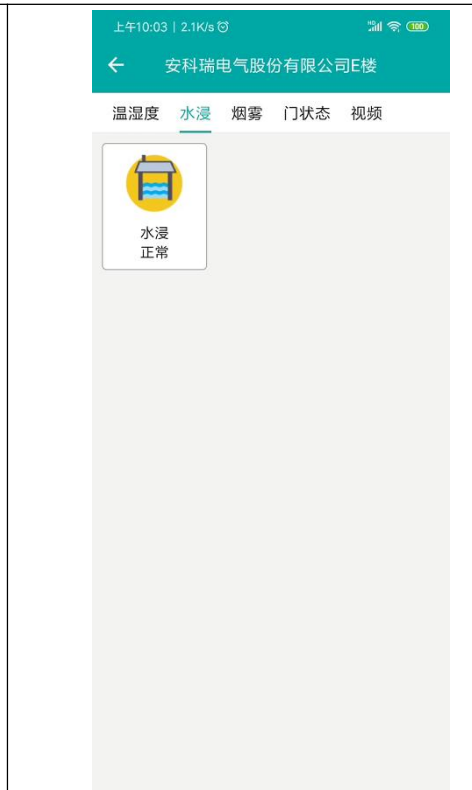 上午10:03 | 2.1K/s
HD 100
安科瑞电气股份有限公司E楼
温湿度 水浸 烟雾 门状态 视频
水浸
正常